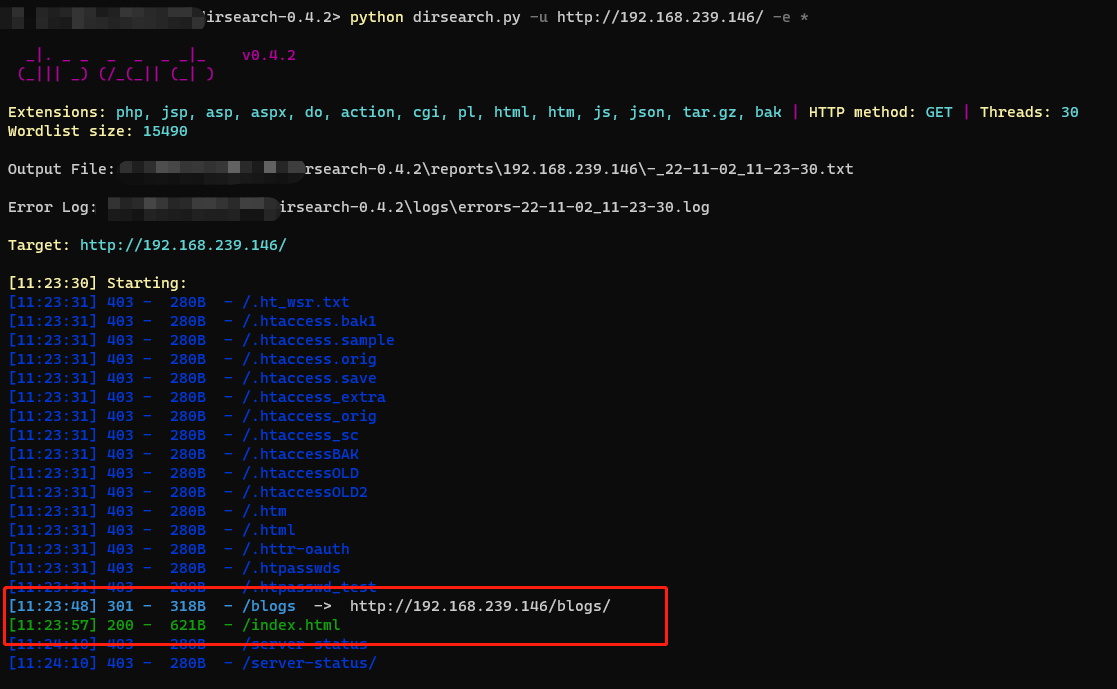 dirsearch-0.4.2> python dirsearch.py -u http://192.168.239.146/ -e *
_|. _ _  _  _  _ _|_    v0.4.2
(_||| _) (/_(_|| (_| )
Extensions: php, jsp, asp, aspx, do, action, cgi, pl, html, htm, js, json, tar.gz, bak | HTTP method: GET | Threads: 30
Wordlist size: 15490
Output File: rsearch-0.4.2\reports\192.168.239.146\-_22-11-02_11-23-30.txt
Error Log: irsearch-0.4.2\logs\errors-22-11-02_11-23-30.log
Target: http://192.168.239.146/
[11:23:30] Starting:
[11:23:31] 403 -  280B  - /.ht_wsr.txt
[11:23:31] 403 -  280B  - /.htaccess.bak1
[11:23:31] 403 -  280B  - /.htaccess.sample
[11:23:31] 403 -  280B  - /.htaccess.orig
[11:23:31] 403 -  280B  - /.htaccess.save
[11:23:31] 403 -  280B  - /.htaccess_extra
[11:23:31] 403 -  280B  - /.htaccess_orig
[11:23:31] 403 -  280B  - /.htaccess_sc
[11:23:31] 403 -  280B  - /.htaccessBAK
[11:23:31] 403 -  280B  - /.htaccessOLD
[11:23:31] 403 -  280B  - /.htaccessOLD2
[11:23:31] 403 -  280B  - /.htm
[11:23:31] 403 -  280B  - /.html
[11:23:31] 403 -  280B  - /.httr-oauth
[11:23:31] 403 -  280B  - /.htpasswds
[11:23:31] 403 -  280B  - /.htpasswd_test
[11:23:48] 301 -  318B  - /blogs  ->  http://192.168.239.146/blogs/
[11:23:57] 200 -  621B  - /index.html
[11:24:10] 403 -  280B  - /server-status
[11:24:10] 403 -  280B  - /server-status/